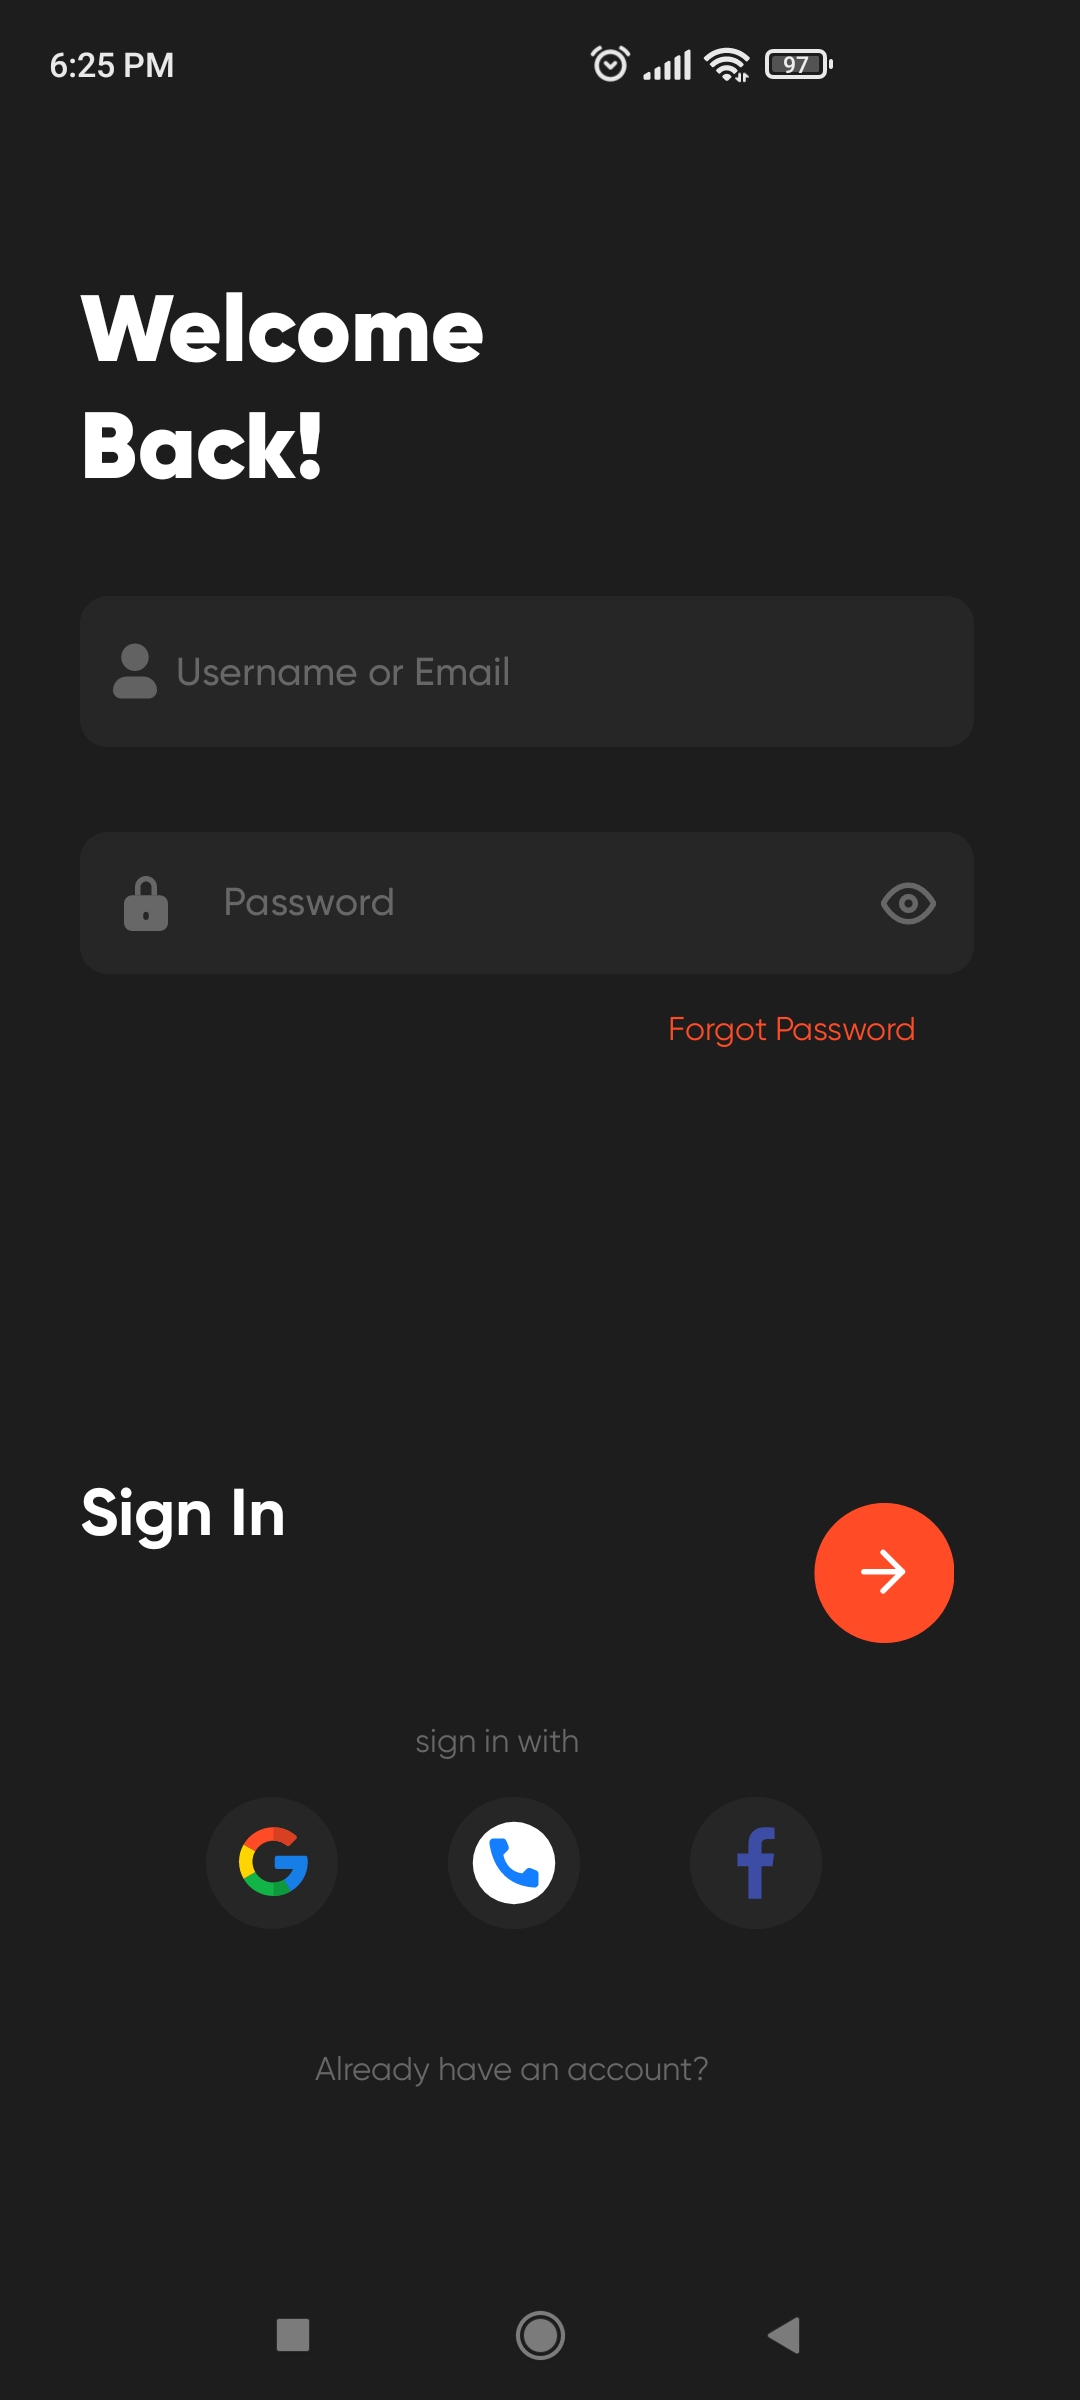 6:25 PM
97
Welcome
Back!
Username or Email
Password
Forgot Password
Sign In
sign in with
Already have an account?